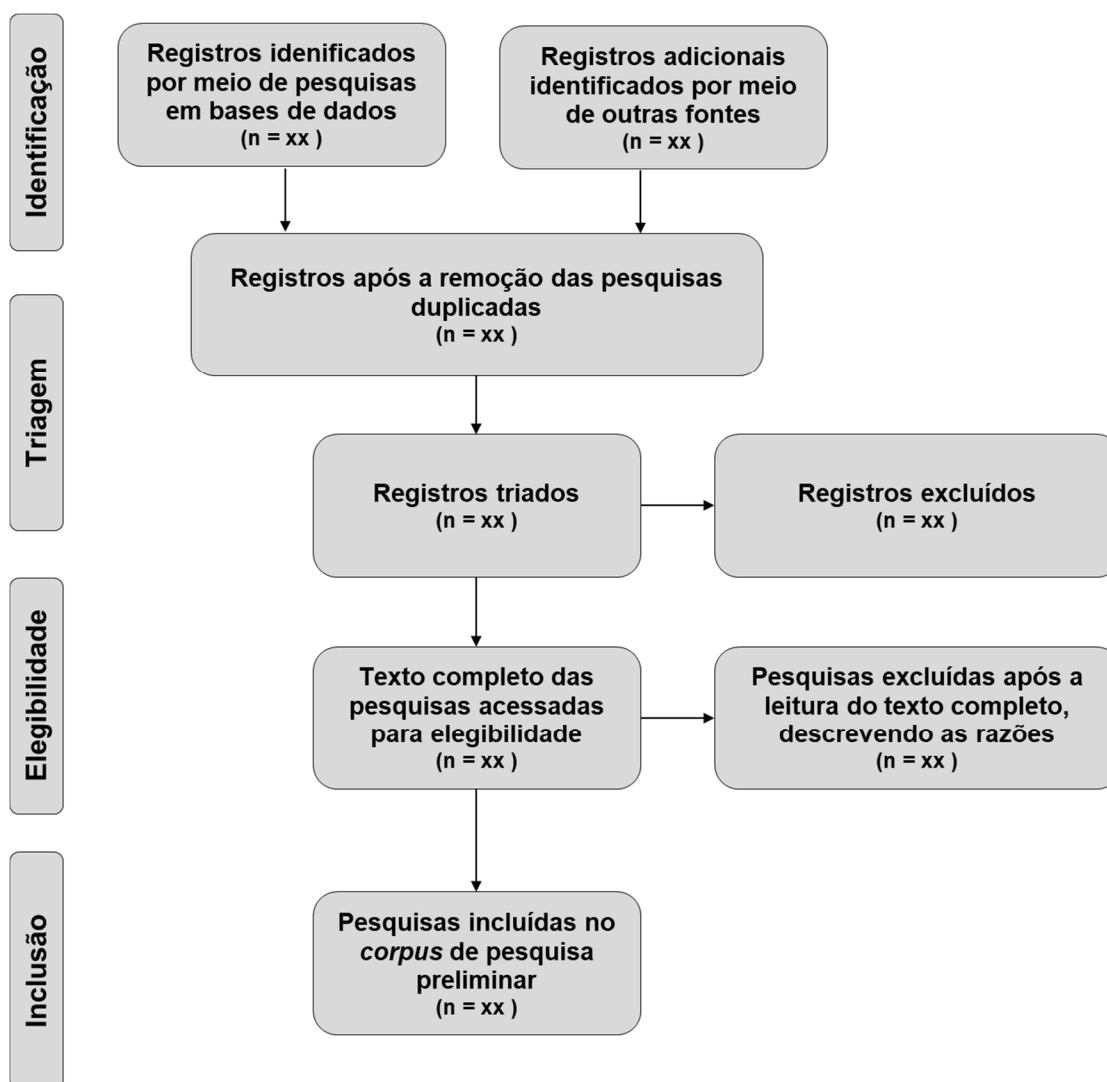 Identificação
Registros idenificados
por meio de pesquisas
em bases de dados
(n = xx )
Registros adicionais
identificados por meio
de outras fontes
(n = xx )
Registros após a remoção das pesquisas
duplicadas
(n = xx )
Triagem
Registros triados
(n = xx )
Registros excluídos
(n = xx )
Elegibilidade
Texto completo das
pesquisas acessadas
para elegibilidade
(n = xx )
Pesquisas excluídas após a
leitura do texto completo,
descrevendo as razões
(n = xx )
Inclusão
Pesquisas incluídas no
corpus de pesquisa
preliminar
(n = xx )